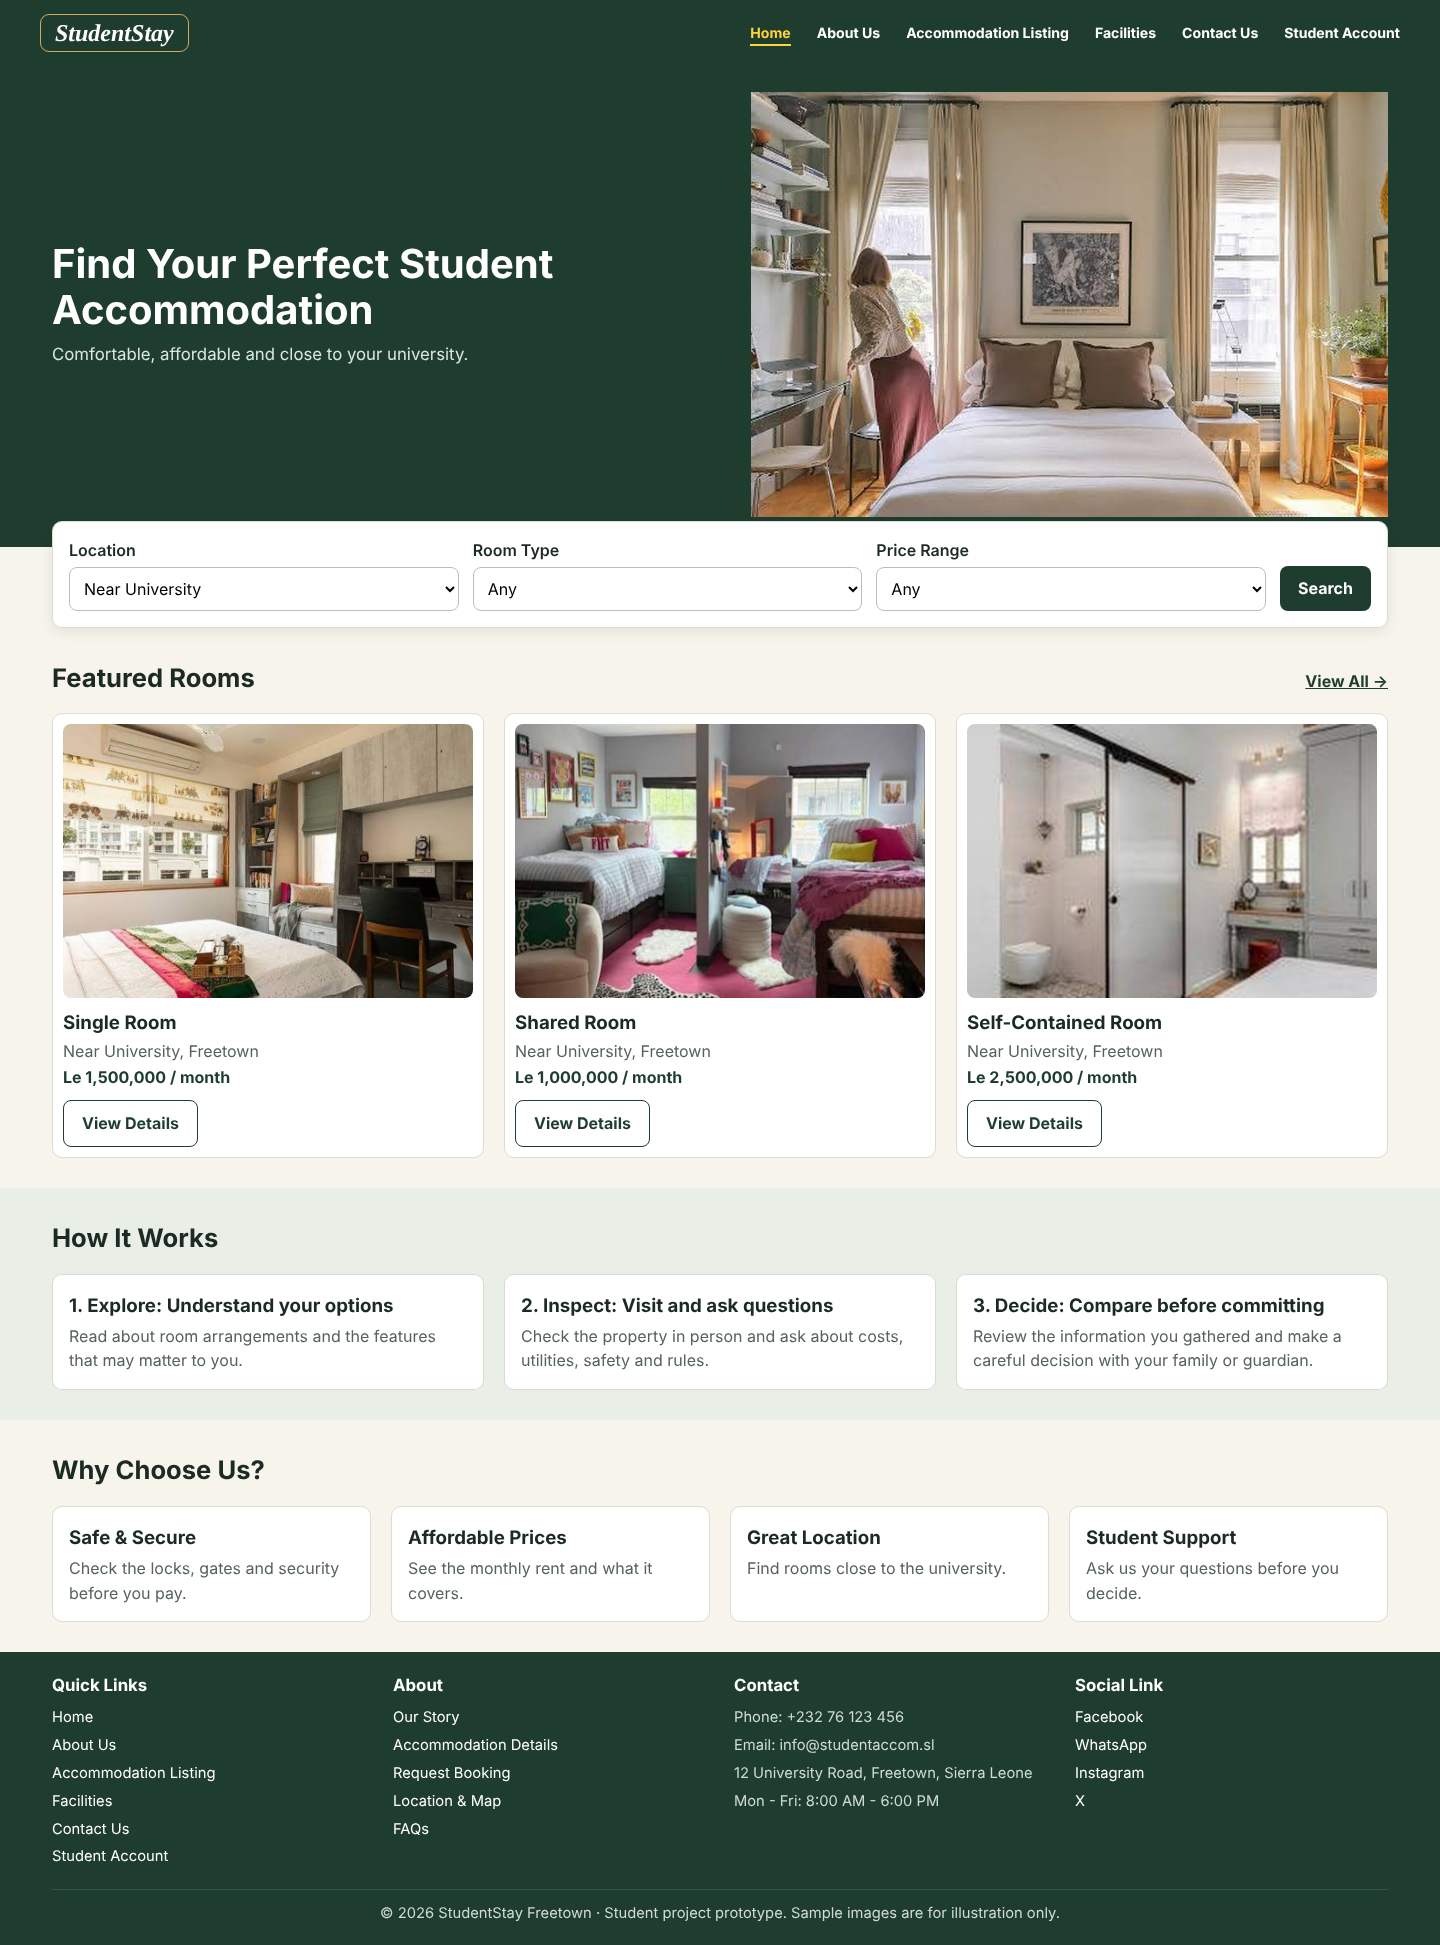 StudentStay
Home
About Us
Accommodation Listing
Facilities
Contact Us
Student Account
Find Your Perfect Student
Accommodation
Comfortable, affordable and close to your university.
Location
Room Type
Price Range
Near University
Any
Any
Search
Featured Rooms
View All →
Single Room
Near University, Freetown
Le 1,500,000 / month
View Details
Shared Room
Near University, Freetown
Le 1,000,000 / month
View Details
Self-Contained Room
Near University, Freetown
Le 2,500,000 / month
View Details
How It Works
1. Explore: Understand your options
Read about room arrangements and the features
that may matter to you.
2. Inspect: Visit and ask questions
Check the property in person and ask about costs,
utilities, safety and rules.
3. Decide: Compare before committing
Review the information you gathered and make a
careful decision with your family or guardian.
Why Choose Us?
Safe & Secure
Check the locks, gates and security
before you pay.
Affordable Prices
See the monthly rent and what it
covers.
Great Location
Find rooms close to the university.
Student Support
Ask us your questions before you
decide.
Quick Links
Home
About Us
Accommodation Listing
Facilities
Contact Us
Student Account
About
Our Story
Accommodation Details
Request Booking
Location & Map
FAQs
Contact
Phone: +232 76 123 456
Email: info@studentaccom.sl
12 University Road, Freetown, Sierra Leone
Mon - Fri: 8:00 AM - 6:00 PM
Social Link
Facebook
WhatsApp
Instagram
X
© 2026 StudentStay Freetown · Student project prototype. Sample images are for illustration only.